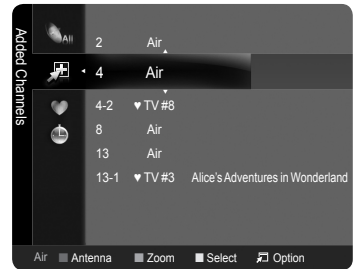 Added Channels
All
2 Air
4 Air
4-2 ♥ TV #8
8 Air
13 Air
13-1 ♥ TV #3 Alice's Adventures in Wonderland
Air Antenna Zoom Select Option